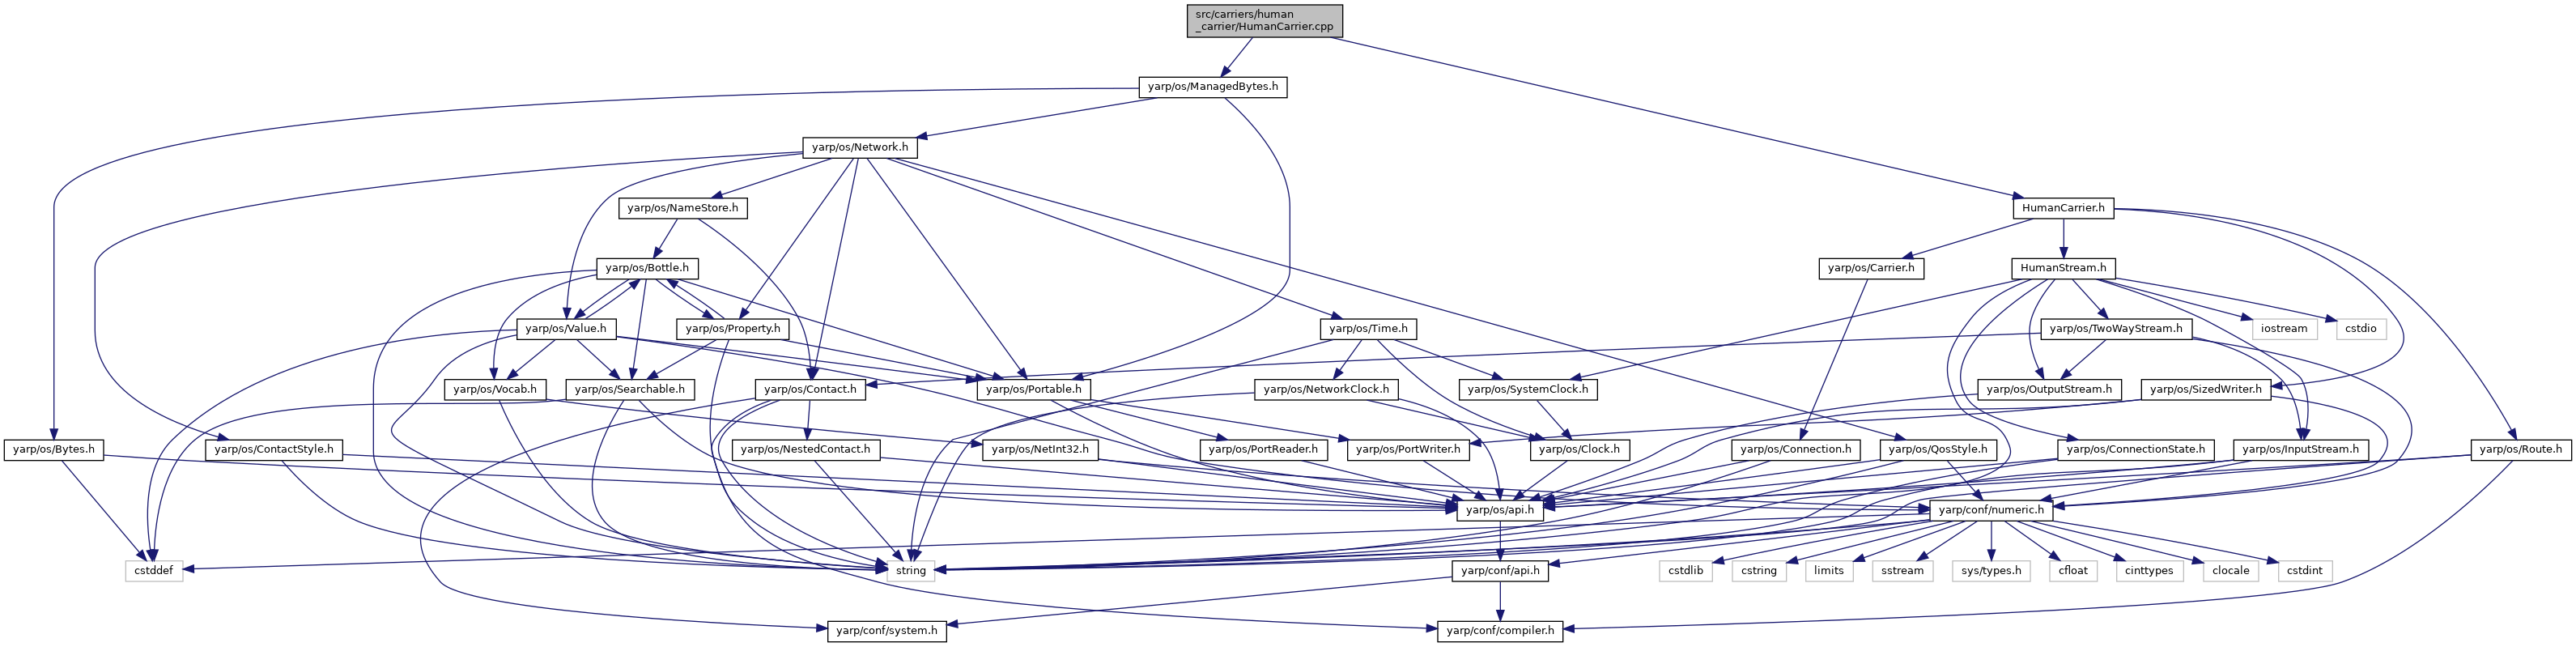 src/carriers/human
_carrier/HumanCarrier.cpp
yarp/os/ManagedBytes.h
yarp/os/Network.h
yarp/os/NameStore.h
HumanCarrier.h
yarp/os/Bottle.h
yarp/os/Carrier.h
HumanStream.h
yarp/os/Value.h
yarp/os/Property.h
yarp/os/Time.h
yarp/os/TwoWayStream.h
iostream
cstdio
yarp/os/Vocab.h
yarp/os/Searchable.h
yarp/os/Contact.h
yarp/os/Portable.h
yarp/os/NetworkClock.h
yarp/os/SystemClock.h
yarp/os/OutputStream.h
yarp/os/SizedWriter.h
yarp/os/Bytes.h
yarp/os/ContactStyle.h
yarp/os/NestedContact.h
yarp/os/NetInt32.h
yarp/os/PortReader.h
yarp/os/PortWriter.h
yarp/os/Clock.h
yarp/os/Connection.h
yarp/os/QosStyle.h
yarp/os/ConnectionState.h
yarp/os/InputStream.h
yarp/os/Route.h
yarp/os/api.h
yarp/conf/numeric.h
cstddef
string
yarp/conf/api.h
cstdlib
cstring
limits
sstream
sys/types.h
cfloat
cinttypes
clocale
cstdint
yarp/conf/system.h
yarp/conf/compiler.h